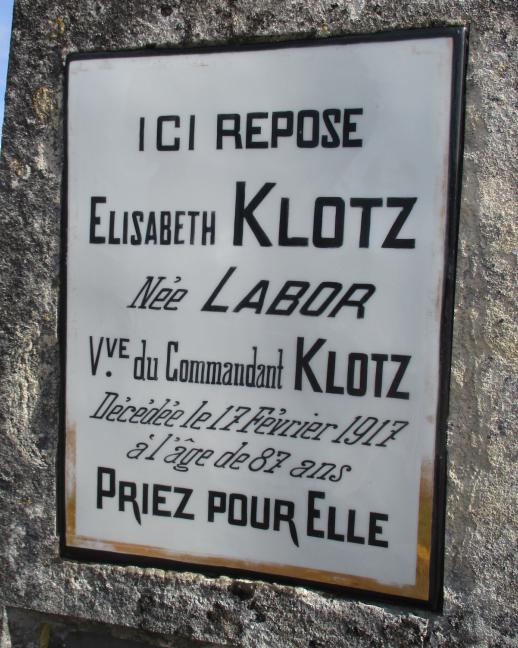 ICI REPOSE
ELISABETH KLOTZ
Née LABOR
V.VE du Commandant KLOTZ
Décédée le 17 Février 1917
à l'âge de 87 ans
PRIEZ POUR ELLE